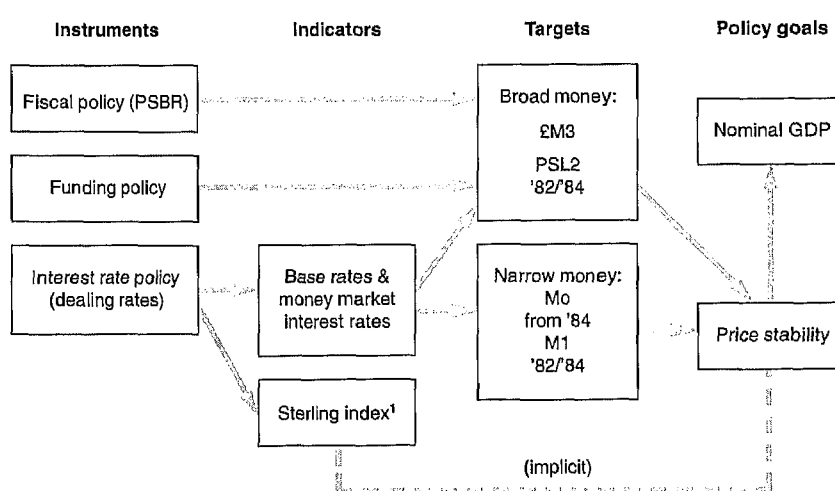 Instruments
Indicators
Targets
Policy goals
Fiscal policy (PSBR)
Funding policy
Interest rate policy
(dealing rates)
Base rates &
money market
interest rates
Sterling index¹
Broad money:
£M3
PSL2
'82/'84
Narrow money:
Mo
from '84
M1
'82/'84
Nominal GDP
Price stability
(implicit)